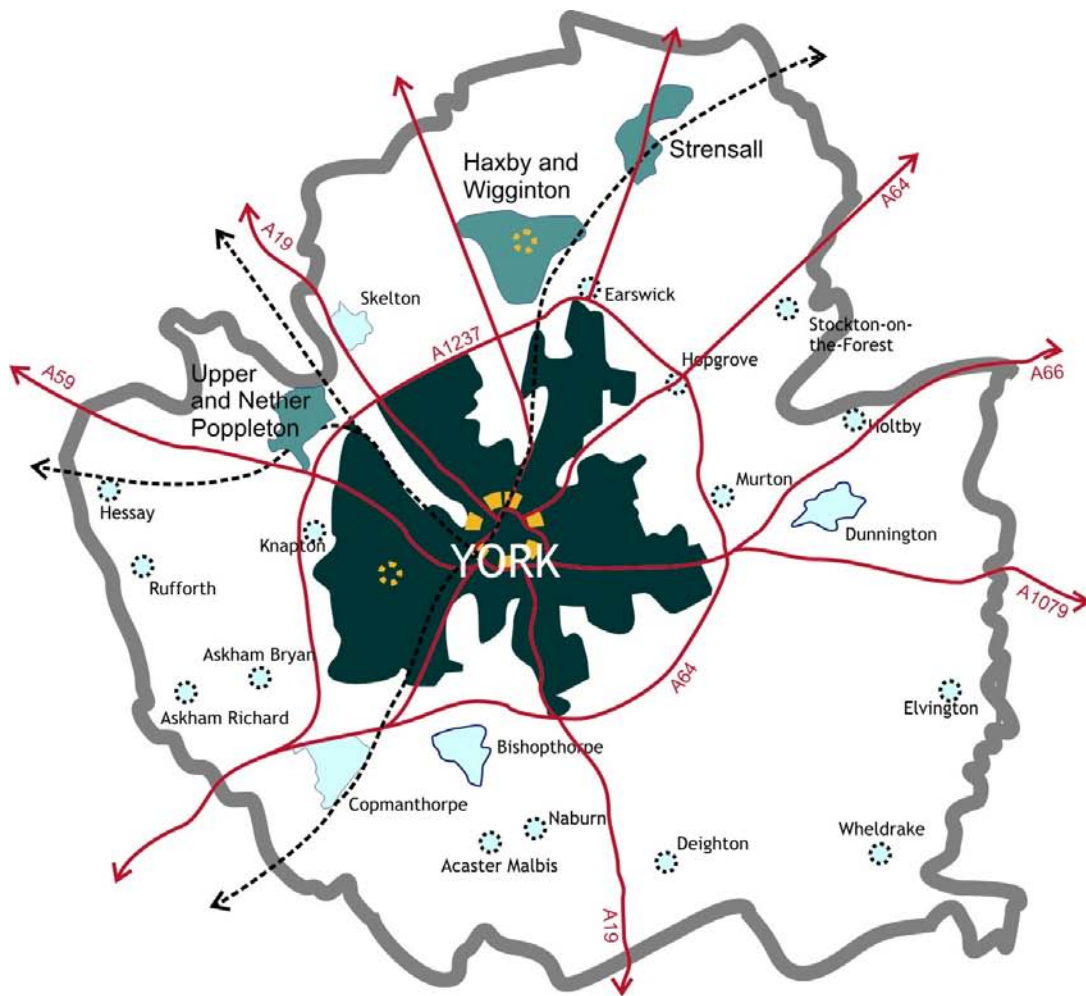 Strensall
Haxby and
Wigginton
A64
A19
Skelton
Earswick
Stockton-on-
the-Forest
A1237
Hopgrove
A66
A59
Upper
and Nether
Poppleton
Holtby
Murton
Hessay
Dunnington
Knapton
YORK
Rufforth
A1079
Askham Bryan
A64
Askham Richard
Elvington
Bishopthorpe
Copmanthorpe
Naburn
Wheldrake
Deighton
Acaster Malbis
A19